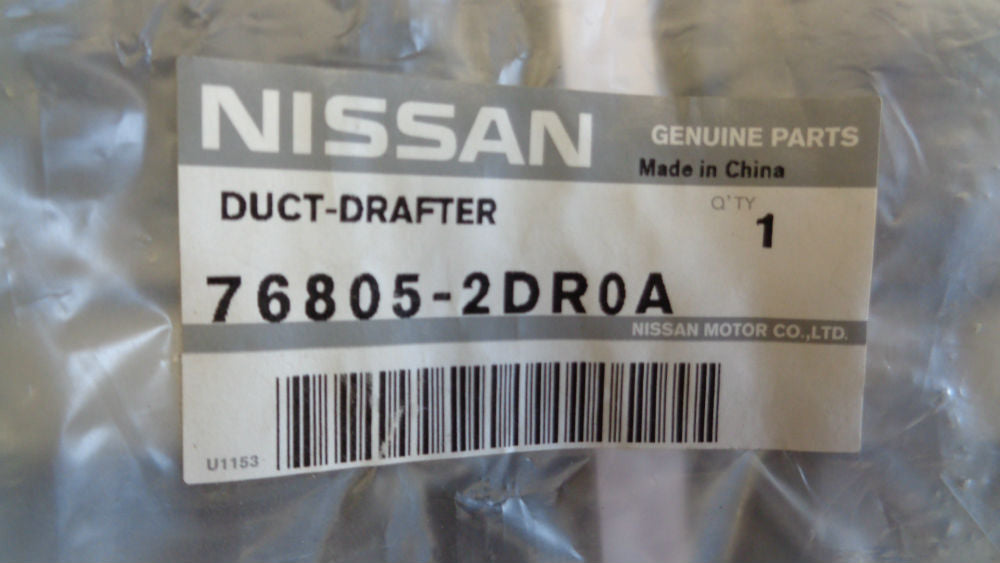 NISSAN
GENUINE PARTS
Made in China
DUCT-DRAFTER
Q'TY
1
76805-2DR0A
NISSAN MOTOR CO.,LTD.
U1153